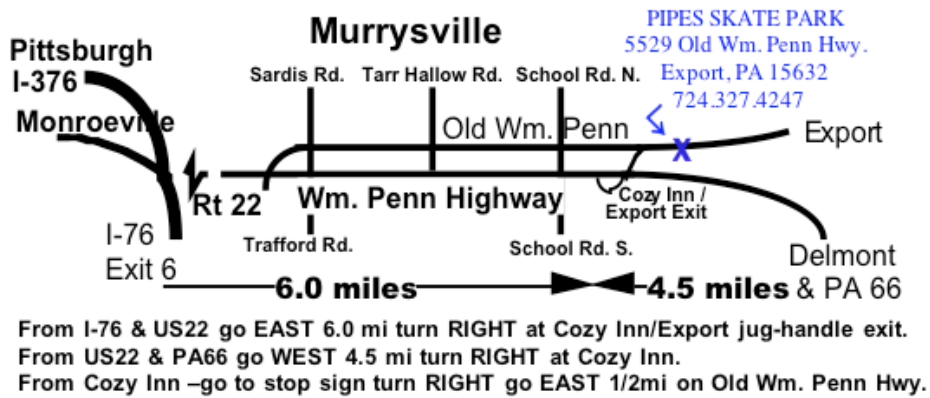 Murrysville
PIPES SKATE PARK
5529 Old Wm. Penn Hwy.
Export, PA 15632
724.327.4247
Pittsburgh
I-376
Monroeville
Sardis Rd.
Tarr Hallow Rd.
School Rd. N.
Old Wm. Penn
X
Export
Rt 22
Wm. Penn Highway
Cozy Inn /
Export Exit
I-76
Exit 6
Trafford Rd.
School Rd. S.
Delmont
& PA 66
6.0 miles
4.5 miles
From I-76 & US22 go EAST 6.0 mi turn RIGHT at Cozy Inn/Export jug-handle exit.
From US22 & PA66 go WEST 4.5 mi turn RIGHT at Cozy Inn.
From Cozy Inn –go to stop sign turn RIGHT go EAST 1/2mi on Old Wm. Penn Hwy.